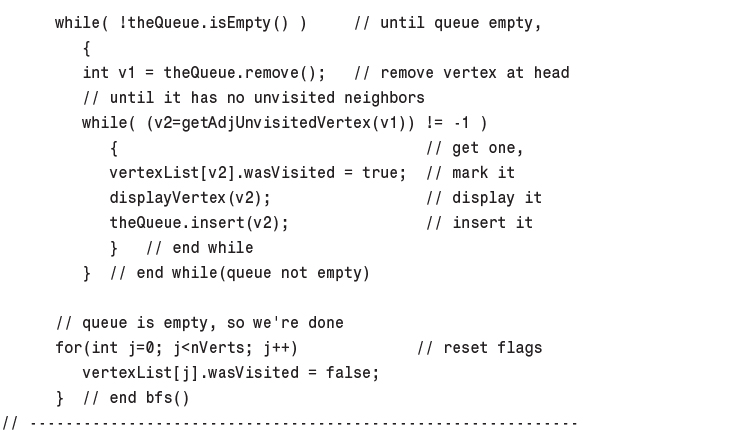 while( !theQueue.isEmpty() )     // until queue empty,
{
int v1 = theQueue.remove();   // remove vertex at head
// until it has no unvisited neighbors
while( (v2=getAdjUnvisitedVertex(v1)) != -1 )
{                                  // get one,
vertexList[v2].wasVisited = true;  // mark it
displayVertex(v2);                 // display it
theQueue.insert(v2);               // insert it
}   // end while
}  // end while(queue not empty)
// queue is empty, so we're done
for(int j=0; j<nVerts; j++)             // reset flags
vertexList[j].wasVisited = false;
}  // end bfs()
// -------------------------------------------------------------